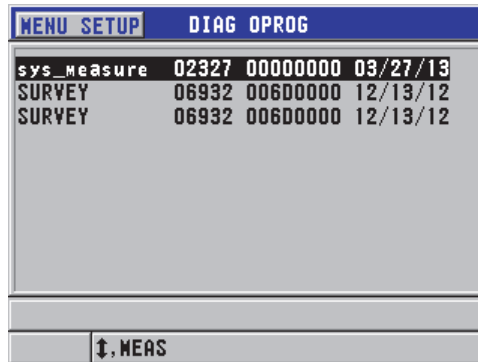 MENU SETUP DIAG OPROG
sys_measure 02327 00000000 03/27/13
SURVEY 06932 006D0000 12/13/12
SURVEY 06932 006D0000 12/13/12
↕, MEAS